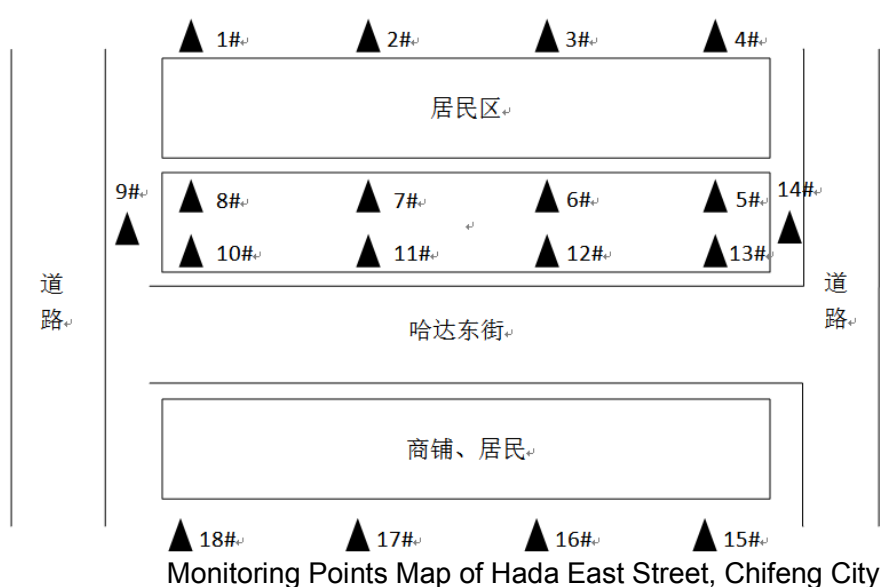 1# 2# 3# 4#
居民区
9# 8# 7# 6# 5# 14#
10# 11# 12# 13#
道路
道路
哈达东街
商铺、居民
18# 17# 16# 15#
Monitoring Points Map of Hada East Street, Chifeng City